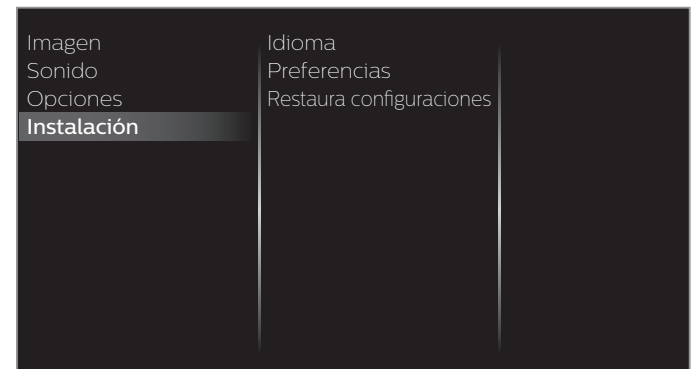 Imagen
Sonido
Opciones
Instalación
Idioma
Preferencias
Restaura configuraciones